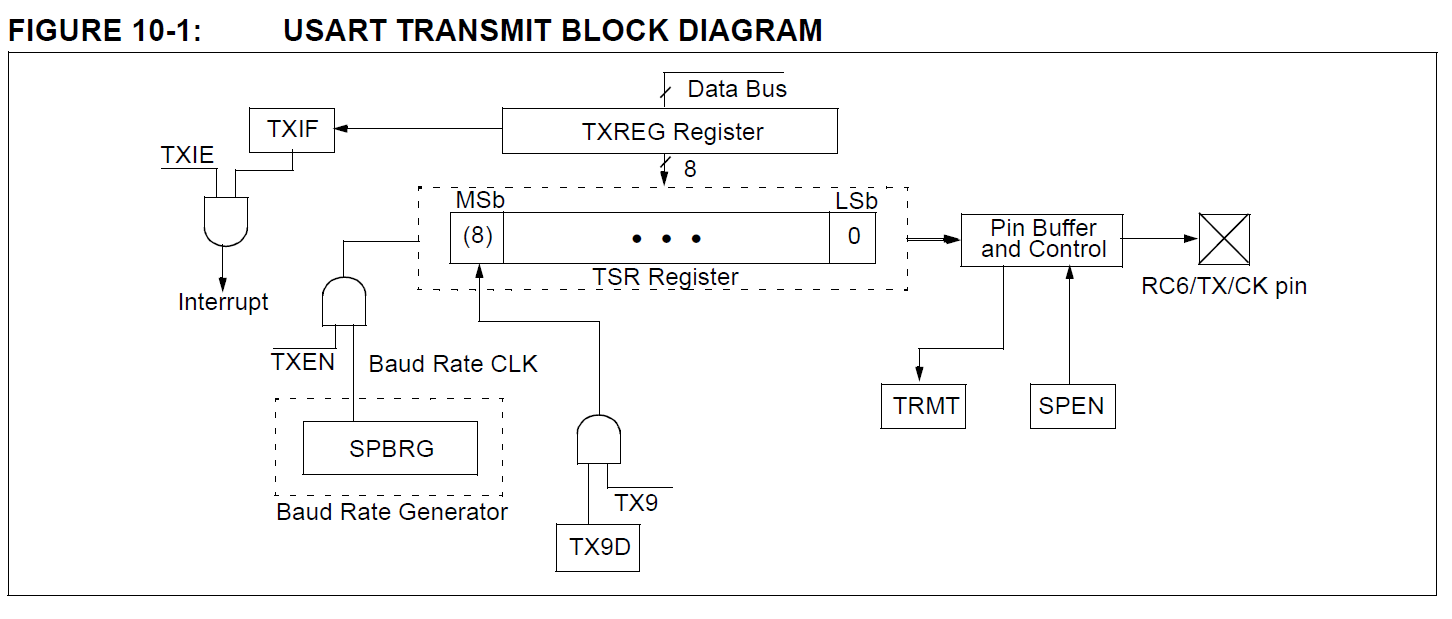 FIGURE 10-1: USART TRANSMIT BLOCK DIAGRAM
Data Bus
TXIF
TXREG Register
TXIE
8
MSb
LSb
(8)
• • •
0
TSR Register
Pin Buffer
and Control
RC6/TX/CK pin
Interrupt
TXEN
Baud Rate CLK
TRMT
SPEN
SPBRG
Baud Rate Generator
TX9
TX9D